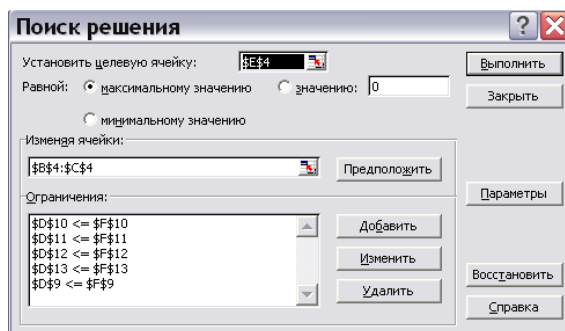 Поиск решения
Установить целевую ячейку: $E$4
Выполнить
Равной: максимальному значению значению: 0
Закрыть
минимальному значению
Изменяя ячейки:
$B$4:$C$4 Предположить
Параметры
Ограничения:
$D$10 <= $F$10
$D$11 <= $F$11
$D$12 <= $F$12
$D$13 <= $F$13
$D$9 <= $F$9
Добавить
Изменить
Удалить
Восстановить
Справка